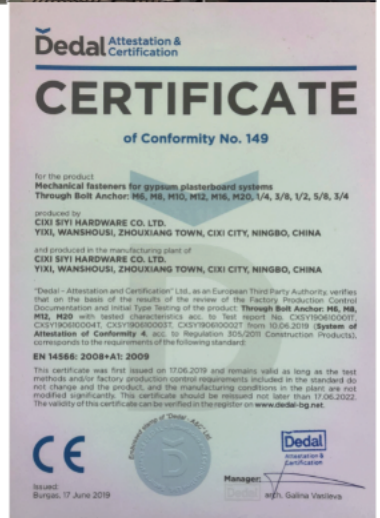 Dedal Attestation &
Certification
CERTIFICATE
of Conformity No. 149
for the product
Mechanical fasteners for gypsum plasterboard systems
Through Bolt Anchor: M6, M8, M10, M12, M16, M20, 1/4, 3/8, 1/2, 5/8, 3/4
produced by
CIXI SIYI HARDWARE CO. LTD.
YIXI, WANSHOUSI, ZHOUXIANG TOWN, CIXI CITY, NINGBO, CHINA
and produced in the manufacturing plant of
CIXI SIYI HARDWARE CO. LTD.
YIXI, WANSHOUSI, ZHOUXIANG TOWN, CIXI CITY, NINGBO, CHINA
"Dedal – Attestation and Certification" Ltd., as an European Third Party Authority, verifies
that on the basis of the results of the review of the Factory Production Control
Documentation and Initial Type Testing of the product: Through Bolt Anchor: M6, M8,
M12, M20 with tested characteristics acc. to Test report No. CXSY190610001T,
CXSY190610004T, CXSY190610003T, CXSY190610002T from 10.06.2019 (System of
Attestation of Conformity 4, acc. to Regulation 305/2011 Construction Products),
corresponds to the requirements of the following standard:
EN 14566: 2008+A1: 2009
This certificate was first issued on 17.06.2019 and remains valid as long as the test
methods and/or factory production control requirements included in the standard do
not change and the product, and the manufacturing conditions in the plant are not
modified significantly. This certificate should be reissued not later than 17.06.2022.
The validity of this certificate can be verified in the register on www.dedal-bg.net.
CE
Dedal
Attestation &
Certification
Issued:
Burgas, 17 June 2019
Manager:
arch. Galina Vasileva